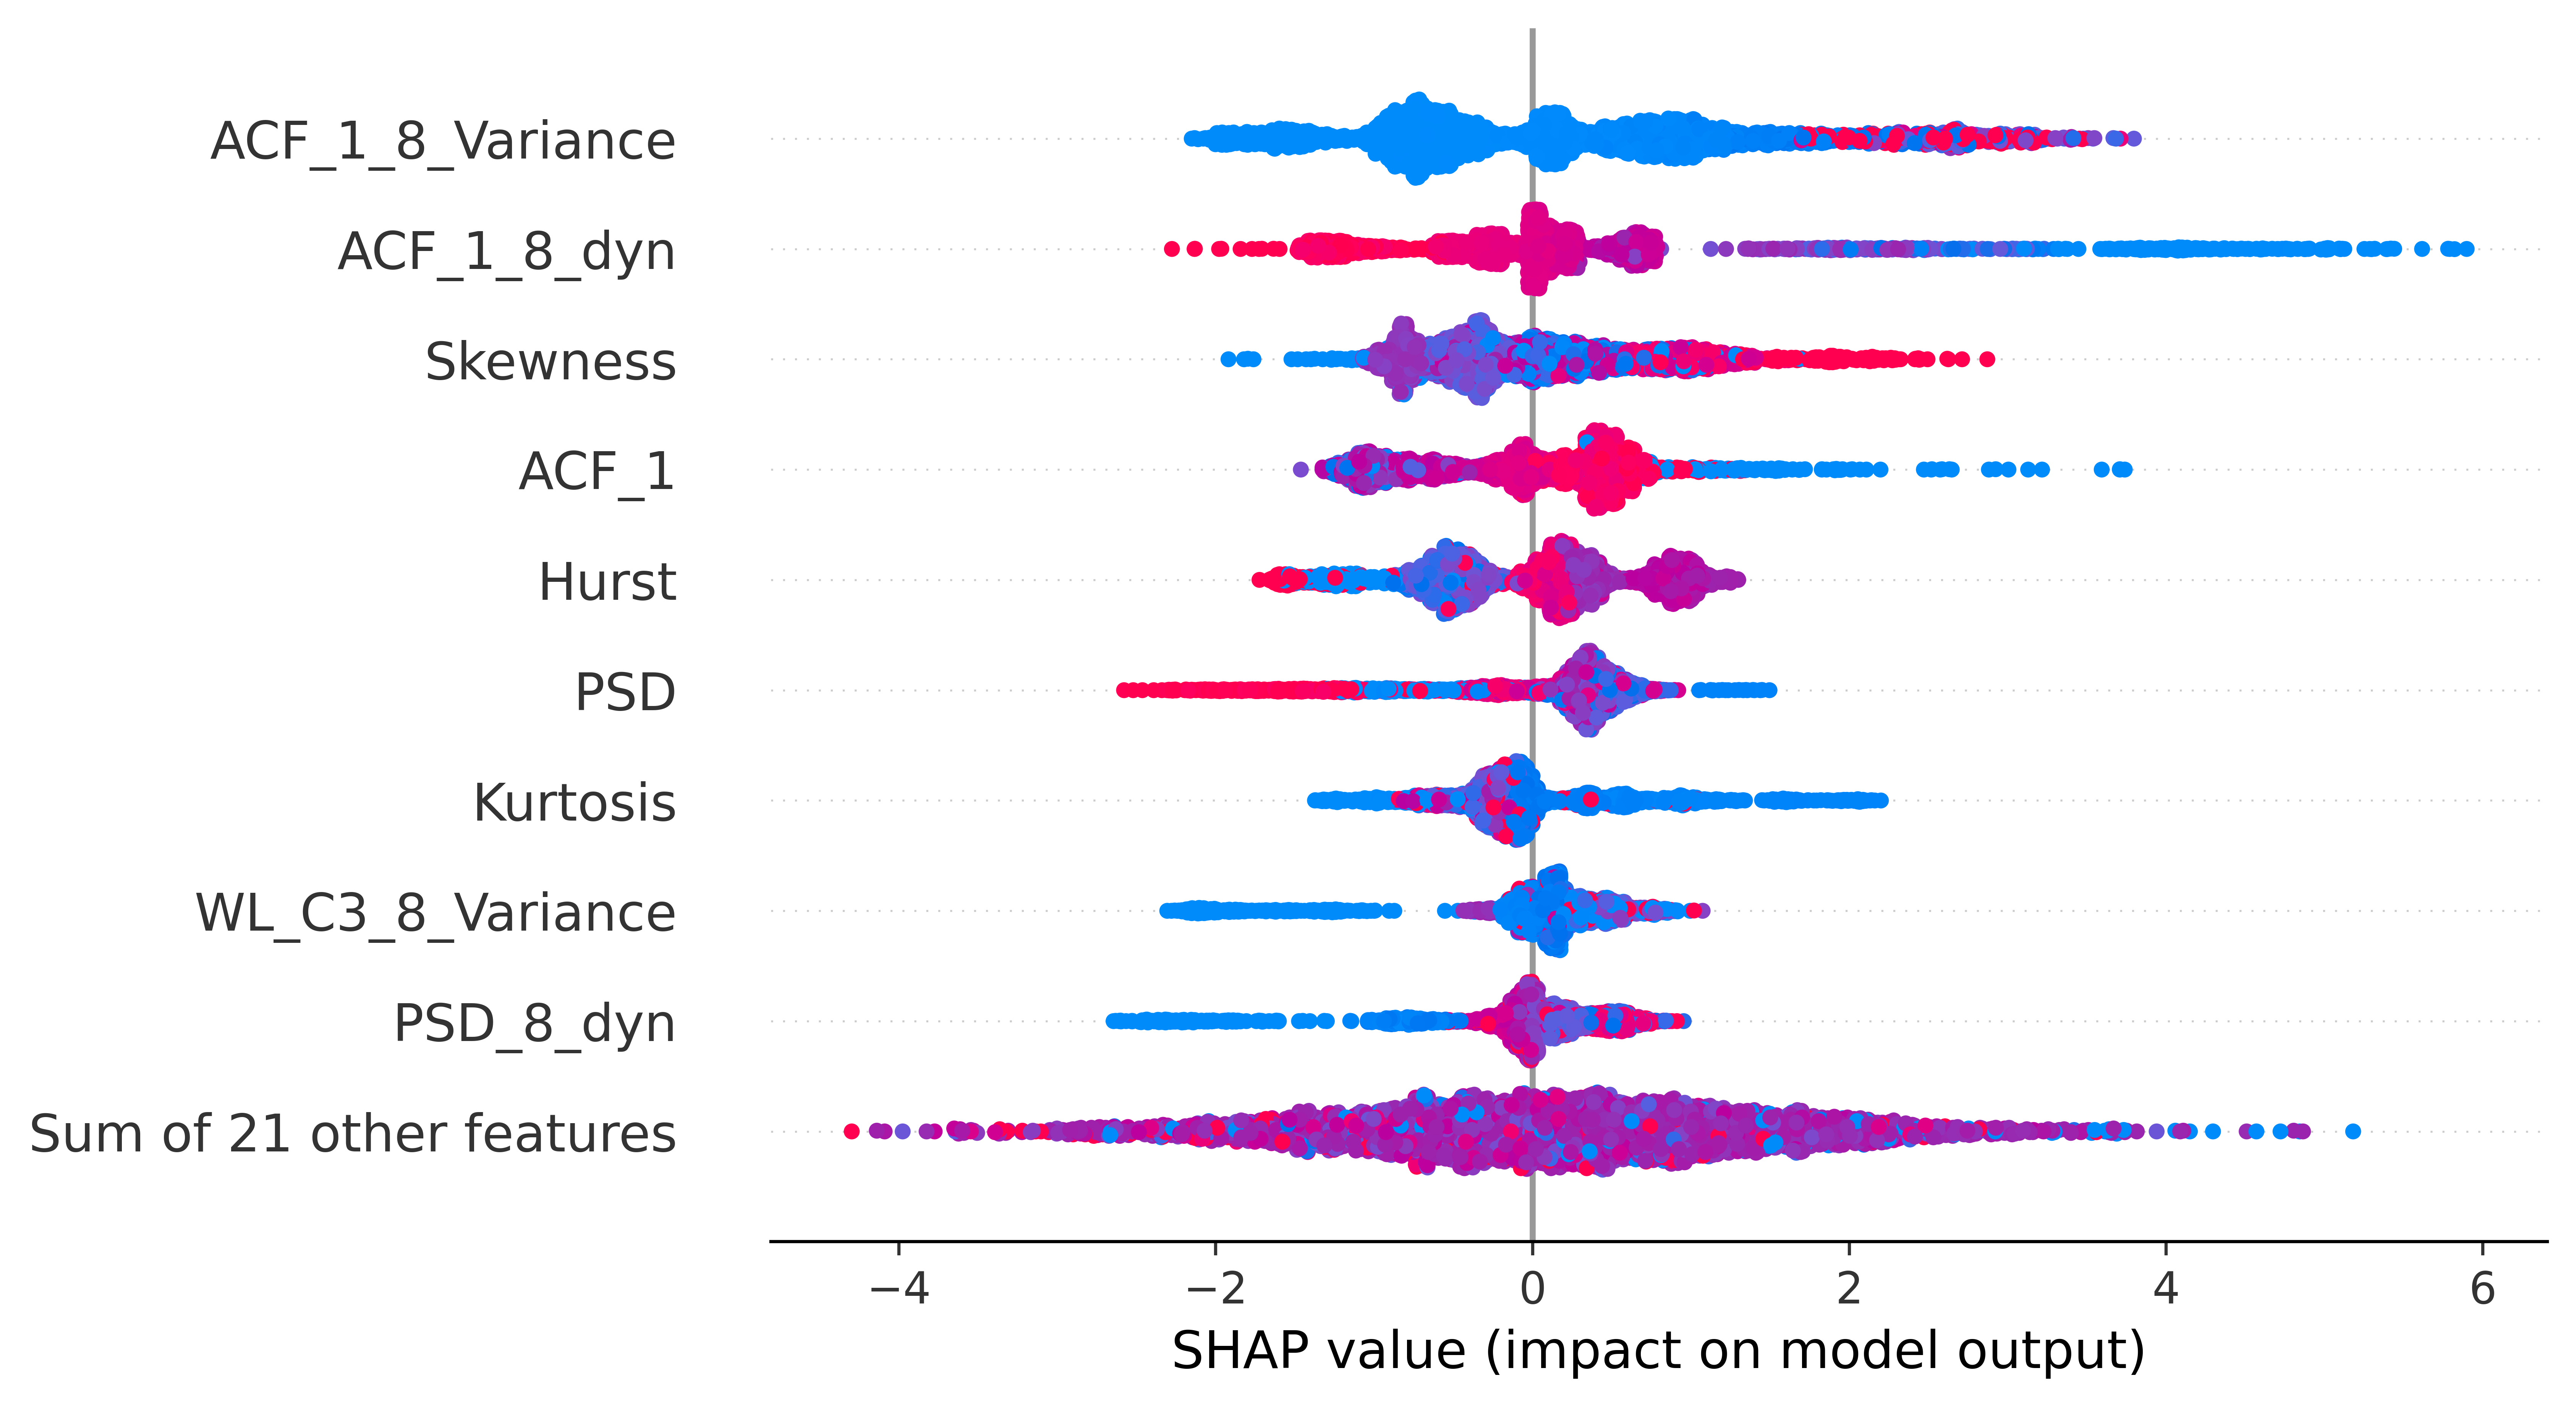 ACF_1_8_Variance
ACF_1_8_dyn
Skewness
ACF_1
Hurst
PSD
Kurtosis
WL_C3_8_Variance
PSD_8_dyn
Sum of 21 other features
−4 −2 0 2 4 6
SHAP value (impact on model output)